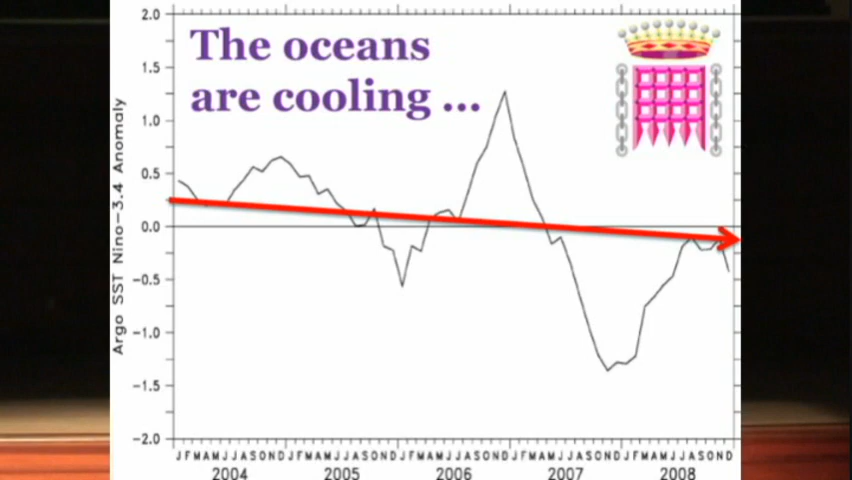 The oceans
are cooling ...
Argo SST Nino-3.4 Anomaly
2.0
1.5
1.0
0.5
0.0
-0.5
-1.0
-1.5
-2.0
J F M A M J J A S O N D J F M A M J J A S O N D J F M A M J J A S O N D J F M A M J J A S O N D J F M A M J J A S O N D
2004 2005 2006 2007 2008